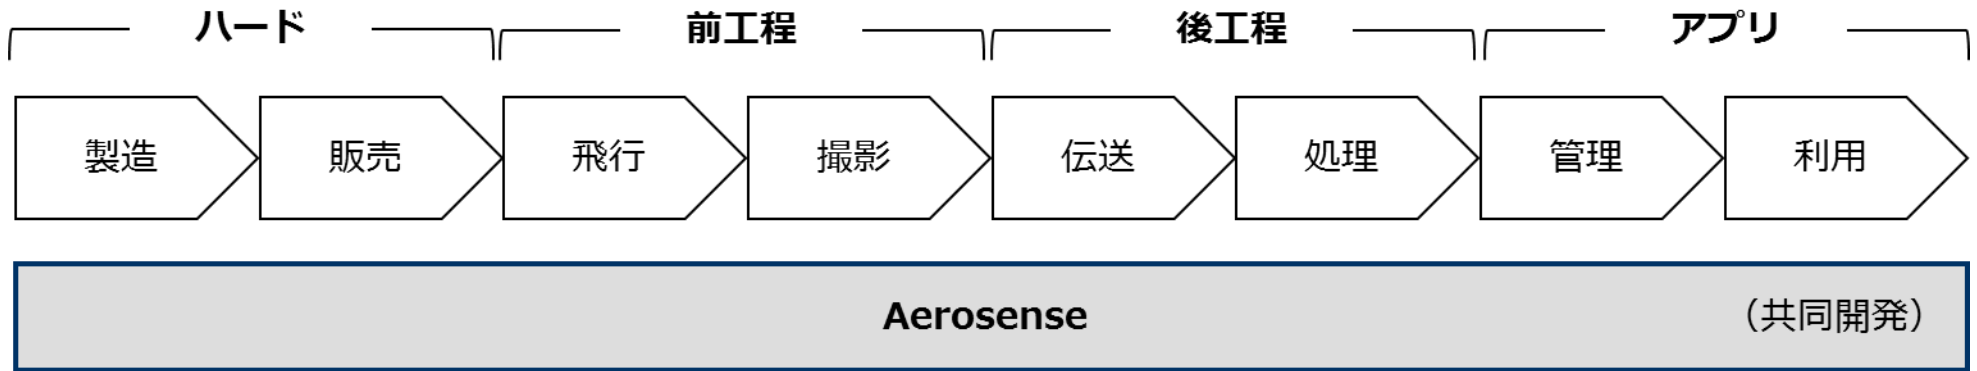 ハード 前工程 後工程 アプリ
製造 販売 飛行 撮影 伝送 処理 管理 利用
Aerosense （共同開発）